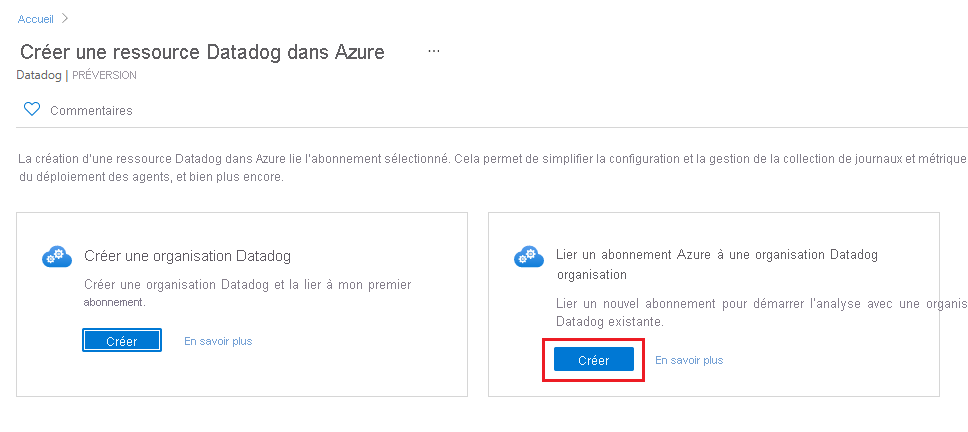 Accueil >
Créer une ressource Datadog dans Azure ...
Datadog | PRÉVERSION
Commentaires
La création d'une ressource Datadog dans Azure lie l'abonnement sélectionné. Cela permet de simplifier la configuration et la gestion de la collection de journaux et métrique
du déploiement des agents, et bien plus encore.
Créer une organisation Datadog
Créer une organisation Datadog et la lier à mon premier
abonnement.
Créer En savoir plus
Lier un abonnement Azure à une organisation Datadog
organisation
Lier un nouvel abonnement pour démarrer l'analyse avec une organis
Datadog existante.
Créer En savoir plus